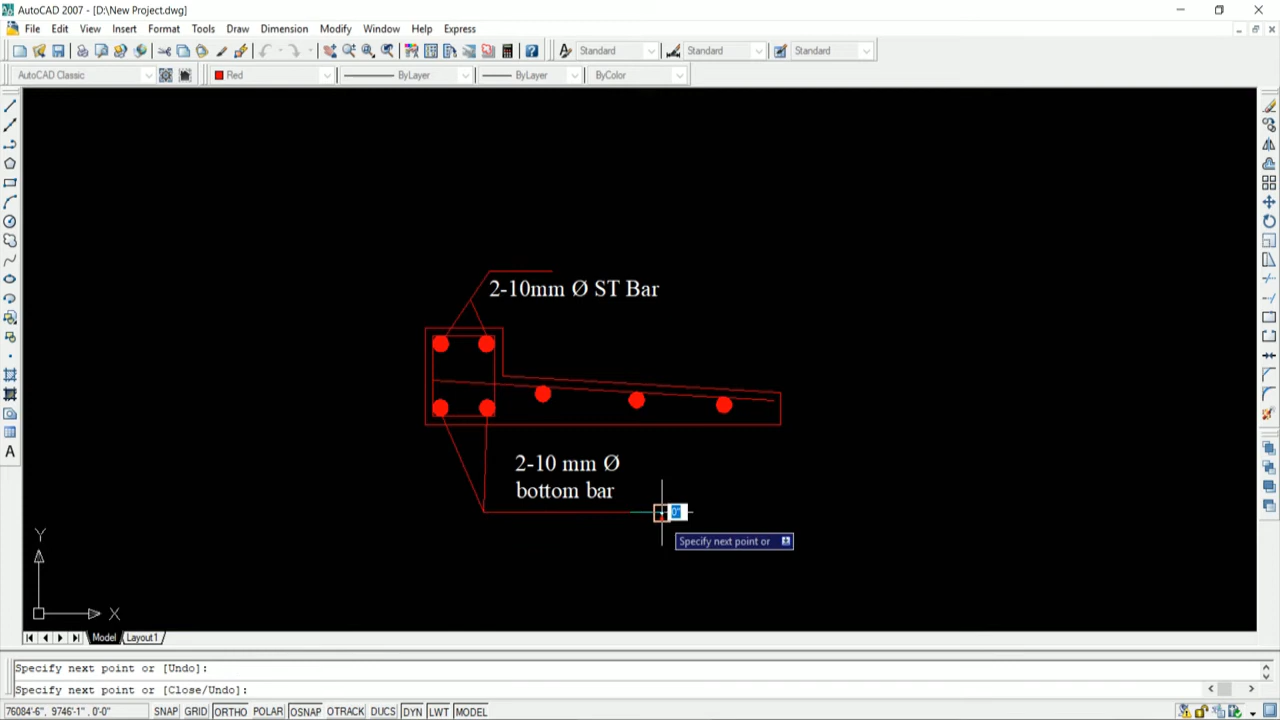 AutoCAD 2007 - [D:\New Project.dwg]
File Edit View Insert Format Tools Draw Dimension Modify Window Help Express
Standard Standard Standard
AutoCAD Classic Red ByLayer ByLayer ByColor
A
2-10mm Ø ST Bar
2-10 mm Ø
bottom bar
0"
Specify next point or
Y
X
Model Layout1
Specify next point or [Undo]:
Specify next point or [Close/Undo]:
76084'-6", 9746'-1" , 0'-0" SNAP GRID ORTHO POLAR OSNAP OTRACK DUCS DYN LWT MODEL